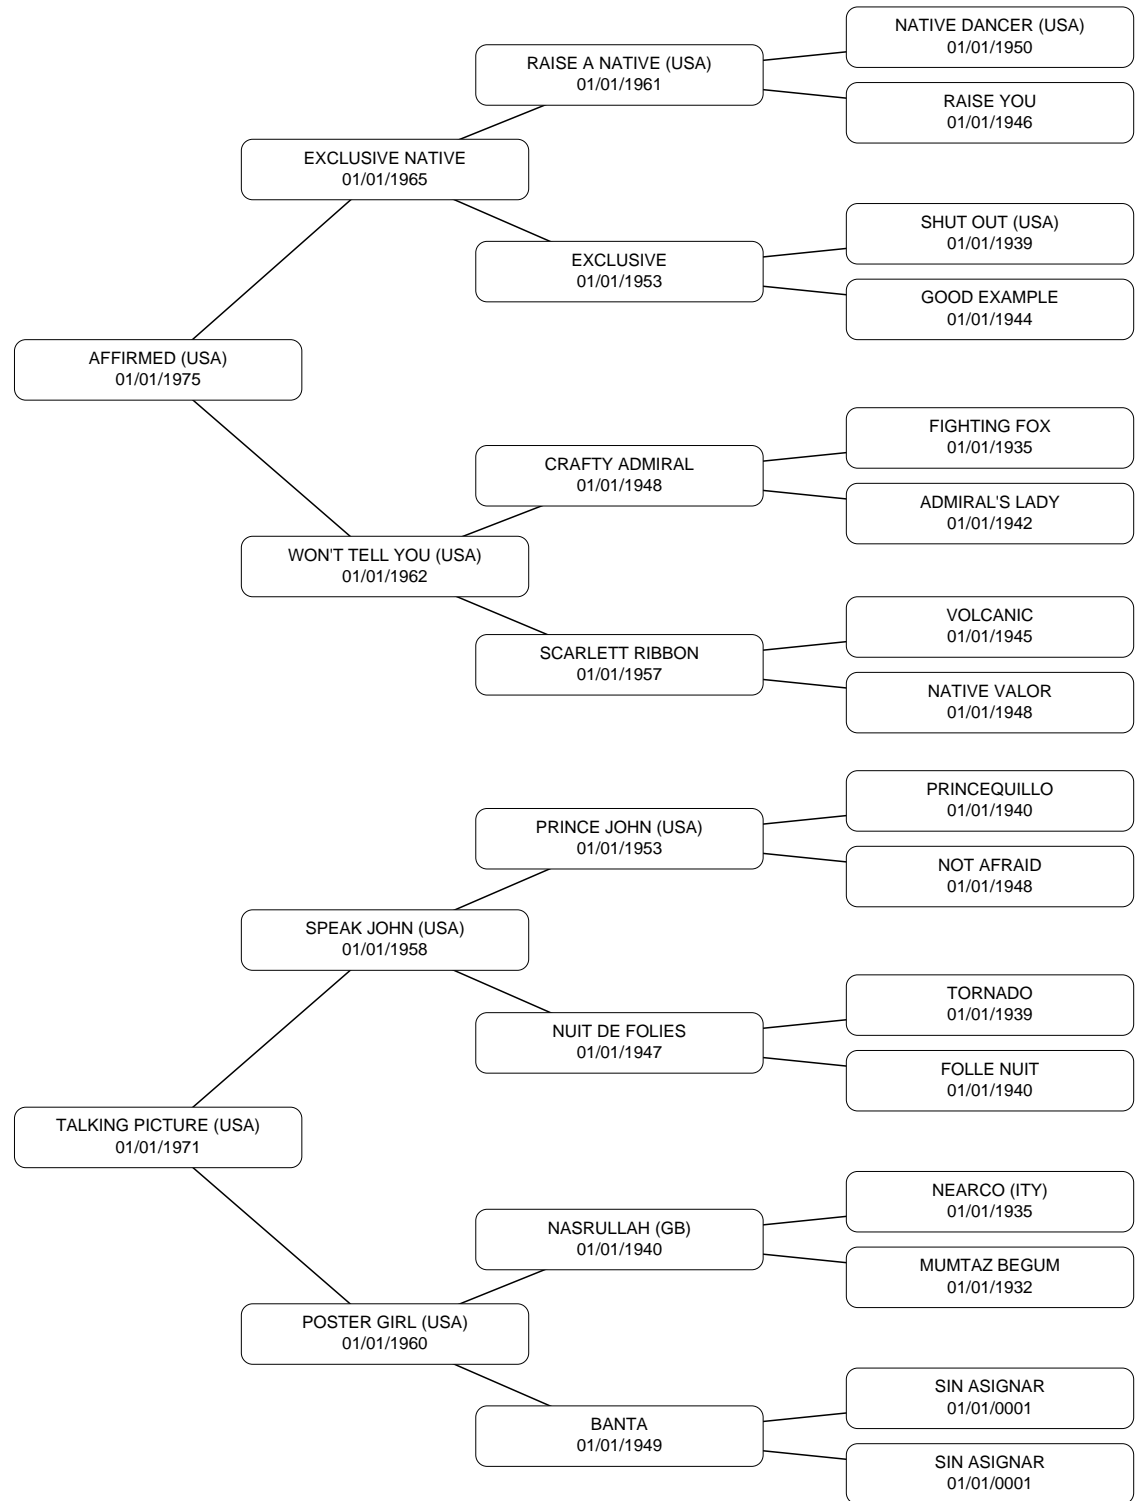 NATIVE DANCER (USA)
01/01/1950
RAISE A NATIVE (USA)
01/01/1961
RAISE YOU
01/01/1946
EXCLUSIVE NATIVE
01/01/1965
SHUT OUT (USA)
01/01/1939
EXCLUSIVE
01/01/1953
GOOD EXAMPLE
01/01/1944
AFFIRMED (USA)
01/01/1975
FIGHTING FOX
01/01/1935
CRAFTY ADMIRAL
01/01/1948
ADMIRAL'S LADY
01/01/1942
WON'T TELL YOU (USA)
01/01/1962
VOLCANIC
01/01/1945
SCARLETT RIBBON
01/01/1957
NATIVE VALOR
01/01/1948
PRINCEQUILLO
01/01/1940
PRINCE JOHN (USA)
01/01/1953
NOT AFRAID
01/01/1948
SPEAK JOHN (USA)
01/01/1958
TORNADO
01/01/1939
NUIT DE FOLIES
01/01/1947
FOLLE NUIT
01/01/1940
TALKING PICTURE (USA)
01/01/1971
NEARCO (ITY)
01/01/1935
NASRULLAH (GB)
01/01/1940
MUMTAZ BEGUM
01/01/1932
POSTER GIRL (USA)
01/01/1960
SIN ASIGNAR
01/01/0001
BANTA
01/01/1949
SIN ASIGNAR
01/01/0001